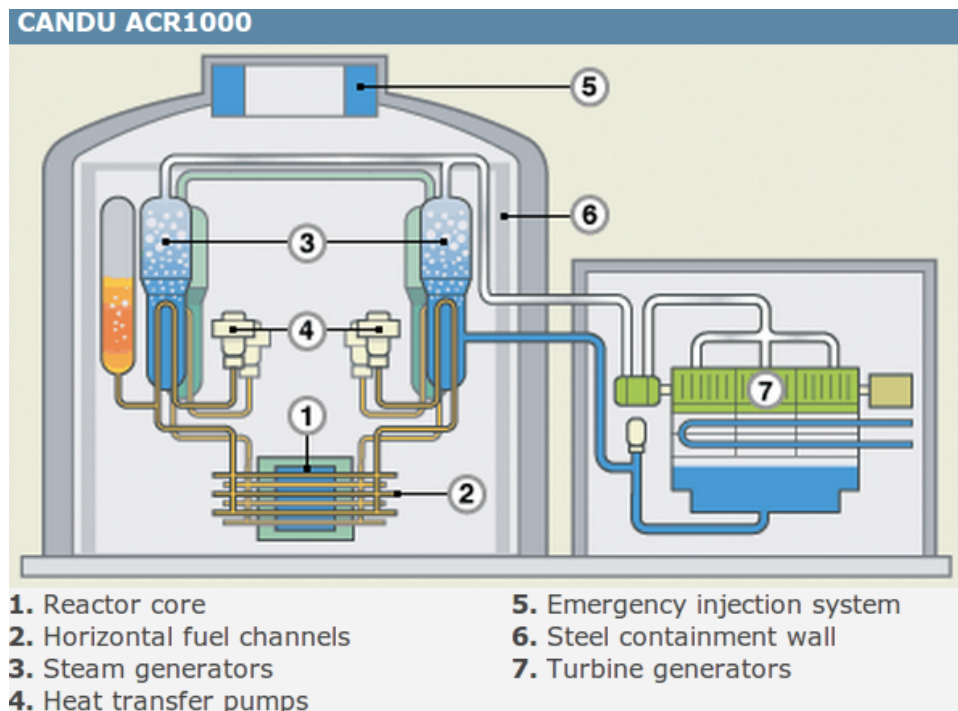 CANDU ACR1000
5
6
3
4
7
1
2
1. Reactor core
2. Horizontal fuel channels
3. Steam generators
4. Heat transfer pumps
5. Emergency injection system
6. Steel containment wall
7. Turbine generators